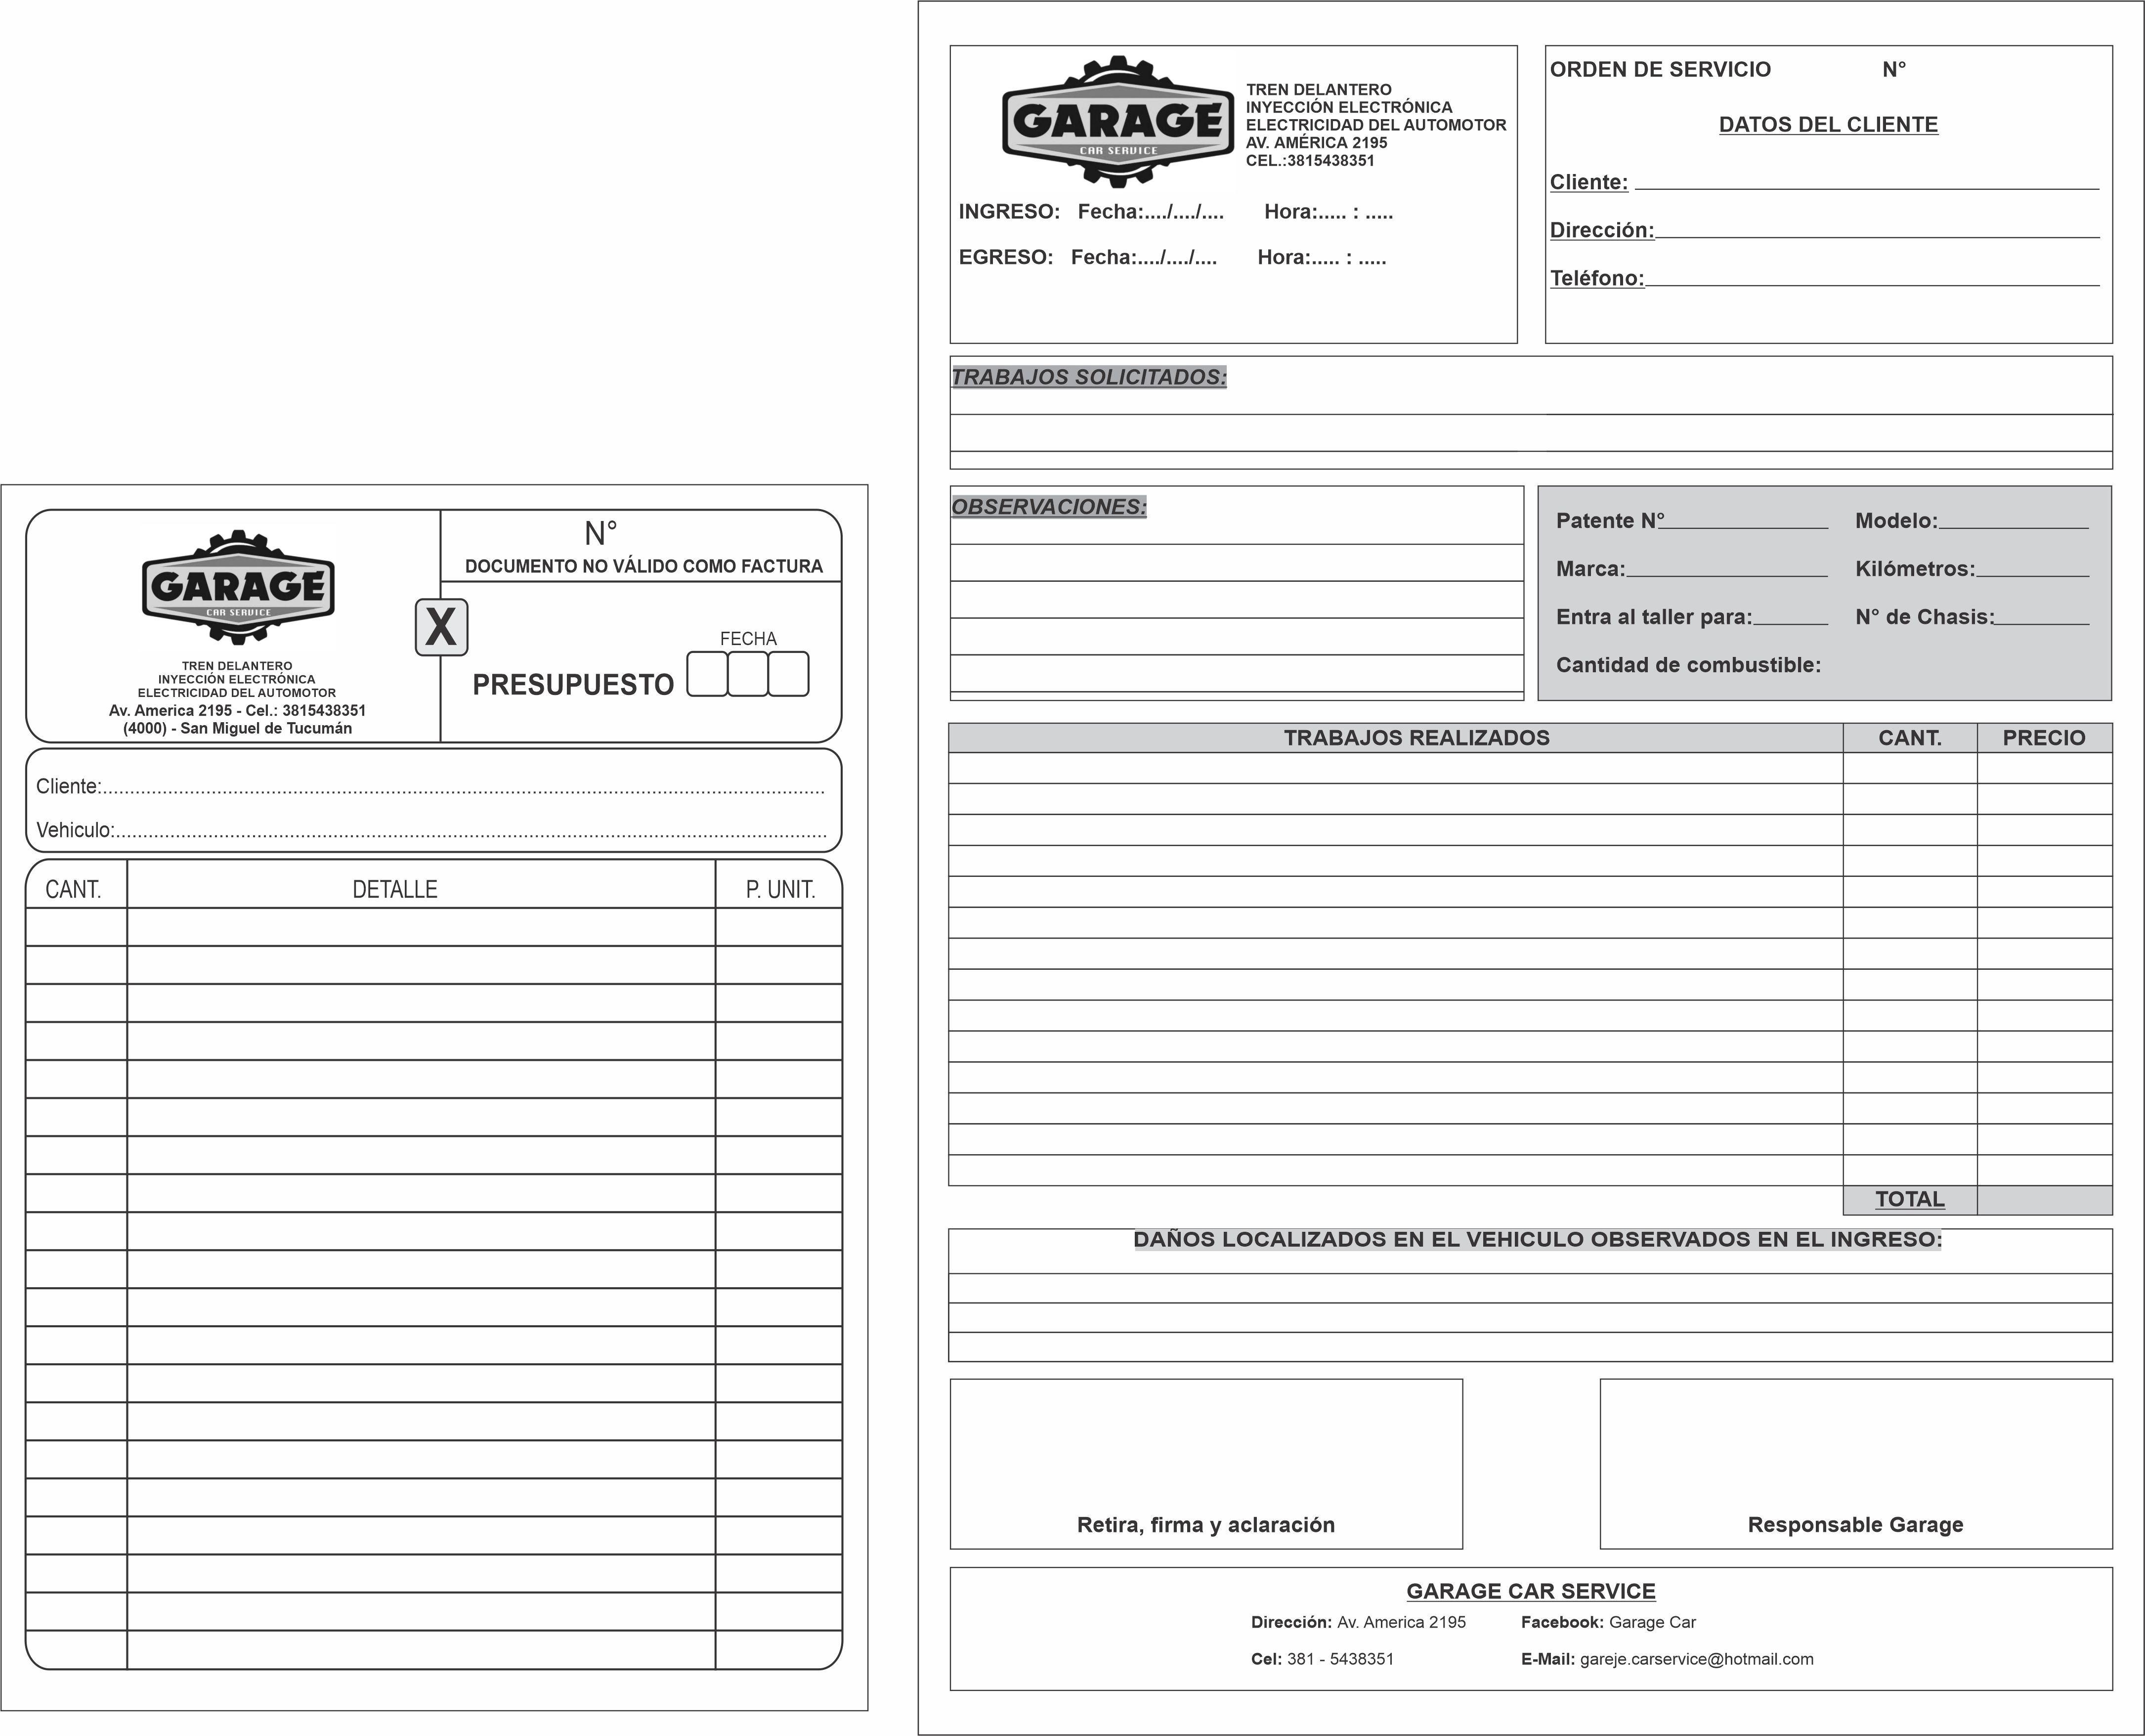 GARAGE
CAR SERVICE
TREN DELANTERO
INYECCIÓN ELECTRÓNICA
ELECTRICIDAD DEL AUTOMOTOR
Av. America 2195 - Cel.: 3815438351
(4000) - San Miguel de Tucumán
X
N°
DOCUMENTO NO VÁLIDO COMO FACTURA
FECHA
PRESUPUESTO
Cliente:
Vehiculo:
CANT. DETALLE P. UNIT.
GARAGE
CAR SERVICE
TREN DELANTERO
INYECCIÓN ELECTRÓNICA
ELECTRICIDAD DEL AUTOMOTOR
AV. AMÉRICA 2195
CEL.:3815438351
INGRESO: Fecha:..../..../.... Hora:..... : .....
EGRESO: Fecha:..../..../.... Hora:..... : .....
ORDEN DE SERVICIO N°
DATOS DEL CLIENTE
Cliente:
Dirección:
Teléfono:
TRABAJOS SOLICITADOS:
OBSERVACIONES:
Patente N° Modelo:
Marca: Kilómetros:
Entra al taller para: N° de Chasis:
Cantidad de combustible:
TRABAJOS REALIZADOS CANT. PRECIO
TOTAL
DAÑOS LOCALIZADOS EN EL VEHICULO OBSERVADOS EN EL INGRESO:
Retira, firma y aclaración
Responsable Garage
GARAGE CAR SERVICE
Dirección: Av. America 2195 Facebook: Garage Car
Cel: 381 - 5438351 E-Mail: gareje.carservice@hotmail.com